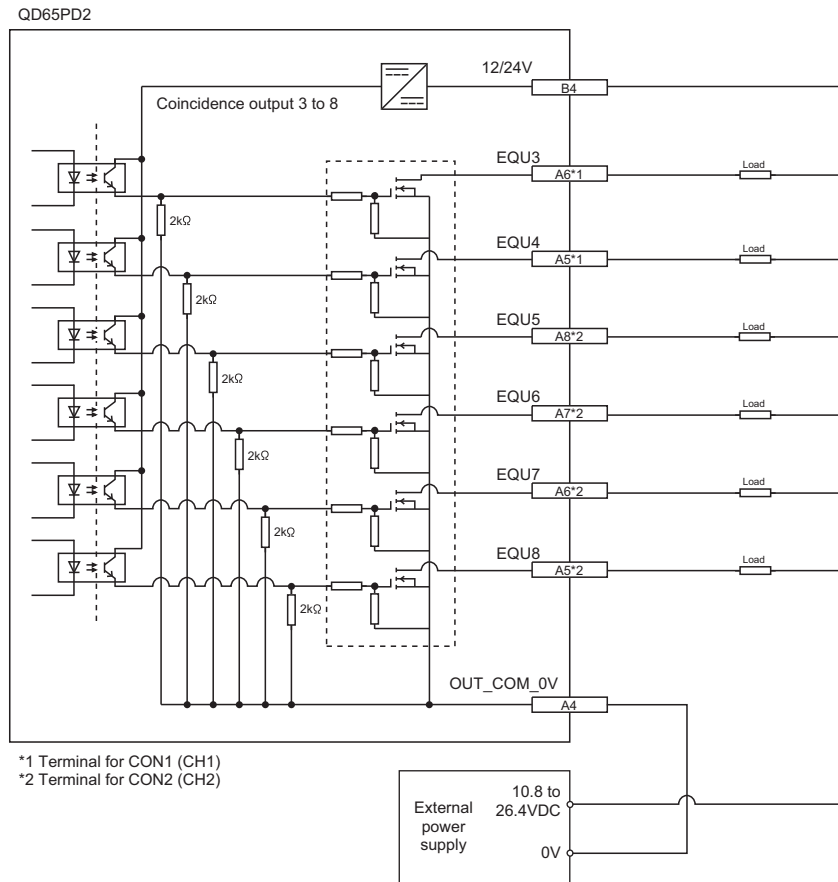 QD65PD2
12/24V
B4
Coincidence output 3 to 8
EQU3
A6*1
Load
2kΩ
EQU4
A5*1
Load
2kΩ
EQU5
A8*2
Load
2kΩ
EQU6
A7*2
Load
2kΩ
EQU7
A6*2
Load
2kΩ
EQU8
A5*2
Load
2kΩ
OUT_COM_0V
A4
*1 Terminal for CON1 (CH1)
*2 Terminal for CON2 (CH2)
External
power
supply
10.8 to
26.4VDC
0V